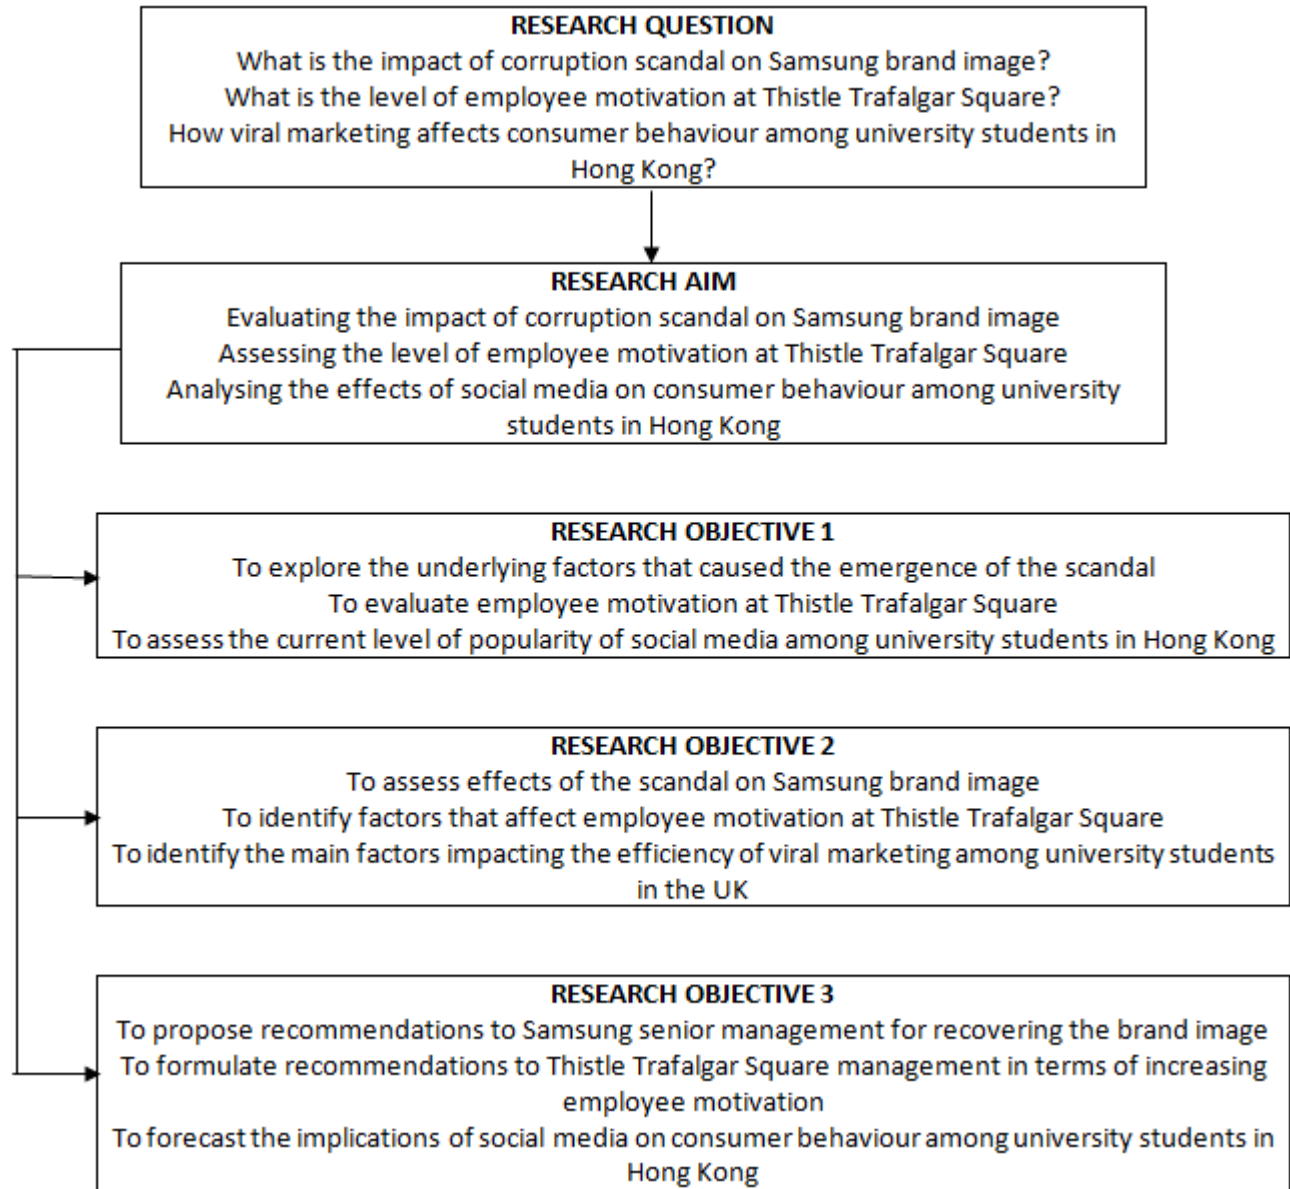 RESEARCH QUESTION
What is the impact of corruption scandal on Samsung brand image?
What is the level of employee motivation at Thistle Trafalgar Square?
How viral marketing affects consumer behaviour among university students in
Hong Kong?
RESEARCH AIM
Evaluating the impact of corruption scandal on Samsung brand image
Assessing the level of employee motivation at Thistle Trafalgar Square
Analysing the effects of social media on consumer behaviour among university
students in Hong Kong
RESEARCH OBJECTIVE 1
To explore the underlying factors that caused the emergence of the scandal
To evaluate employee motivation at Thistle Trafalgar Square
To assess the current level of popularity of social media among university students in Hong Kong
RESEARCH OBJECTIVE 2
To assess effects of the scandal on Samsung brand image
To identify factors that affect employee motivation at Thistle Trafalgar Square
To identify the main factors impacting the efficiency of viral marketing among university students
in the UK
RESEARCH OBJECTIVE 3
To propose recommendations to Samsung senior management for recovering the brand image
To formulate recommendations to Thistle Trafalgar Square management in terms of increasing
employee motivation
To forecast the implications of social media on consumer behaviour among university students in
Hong Kong